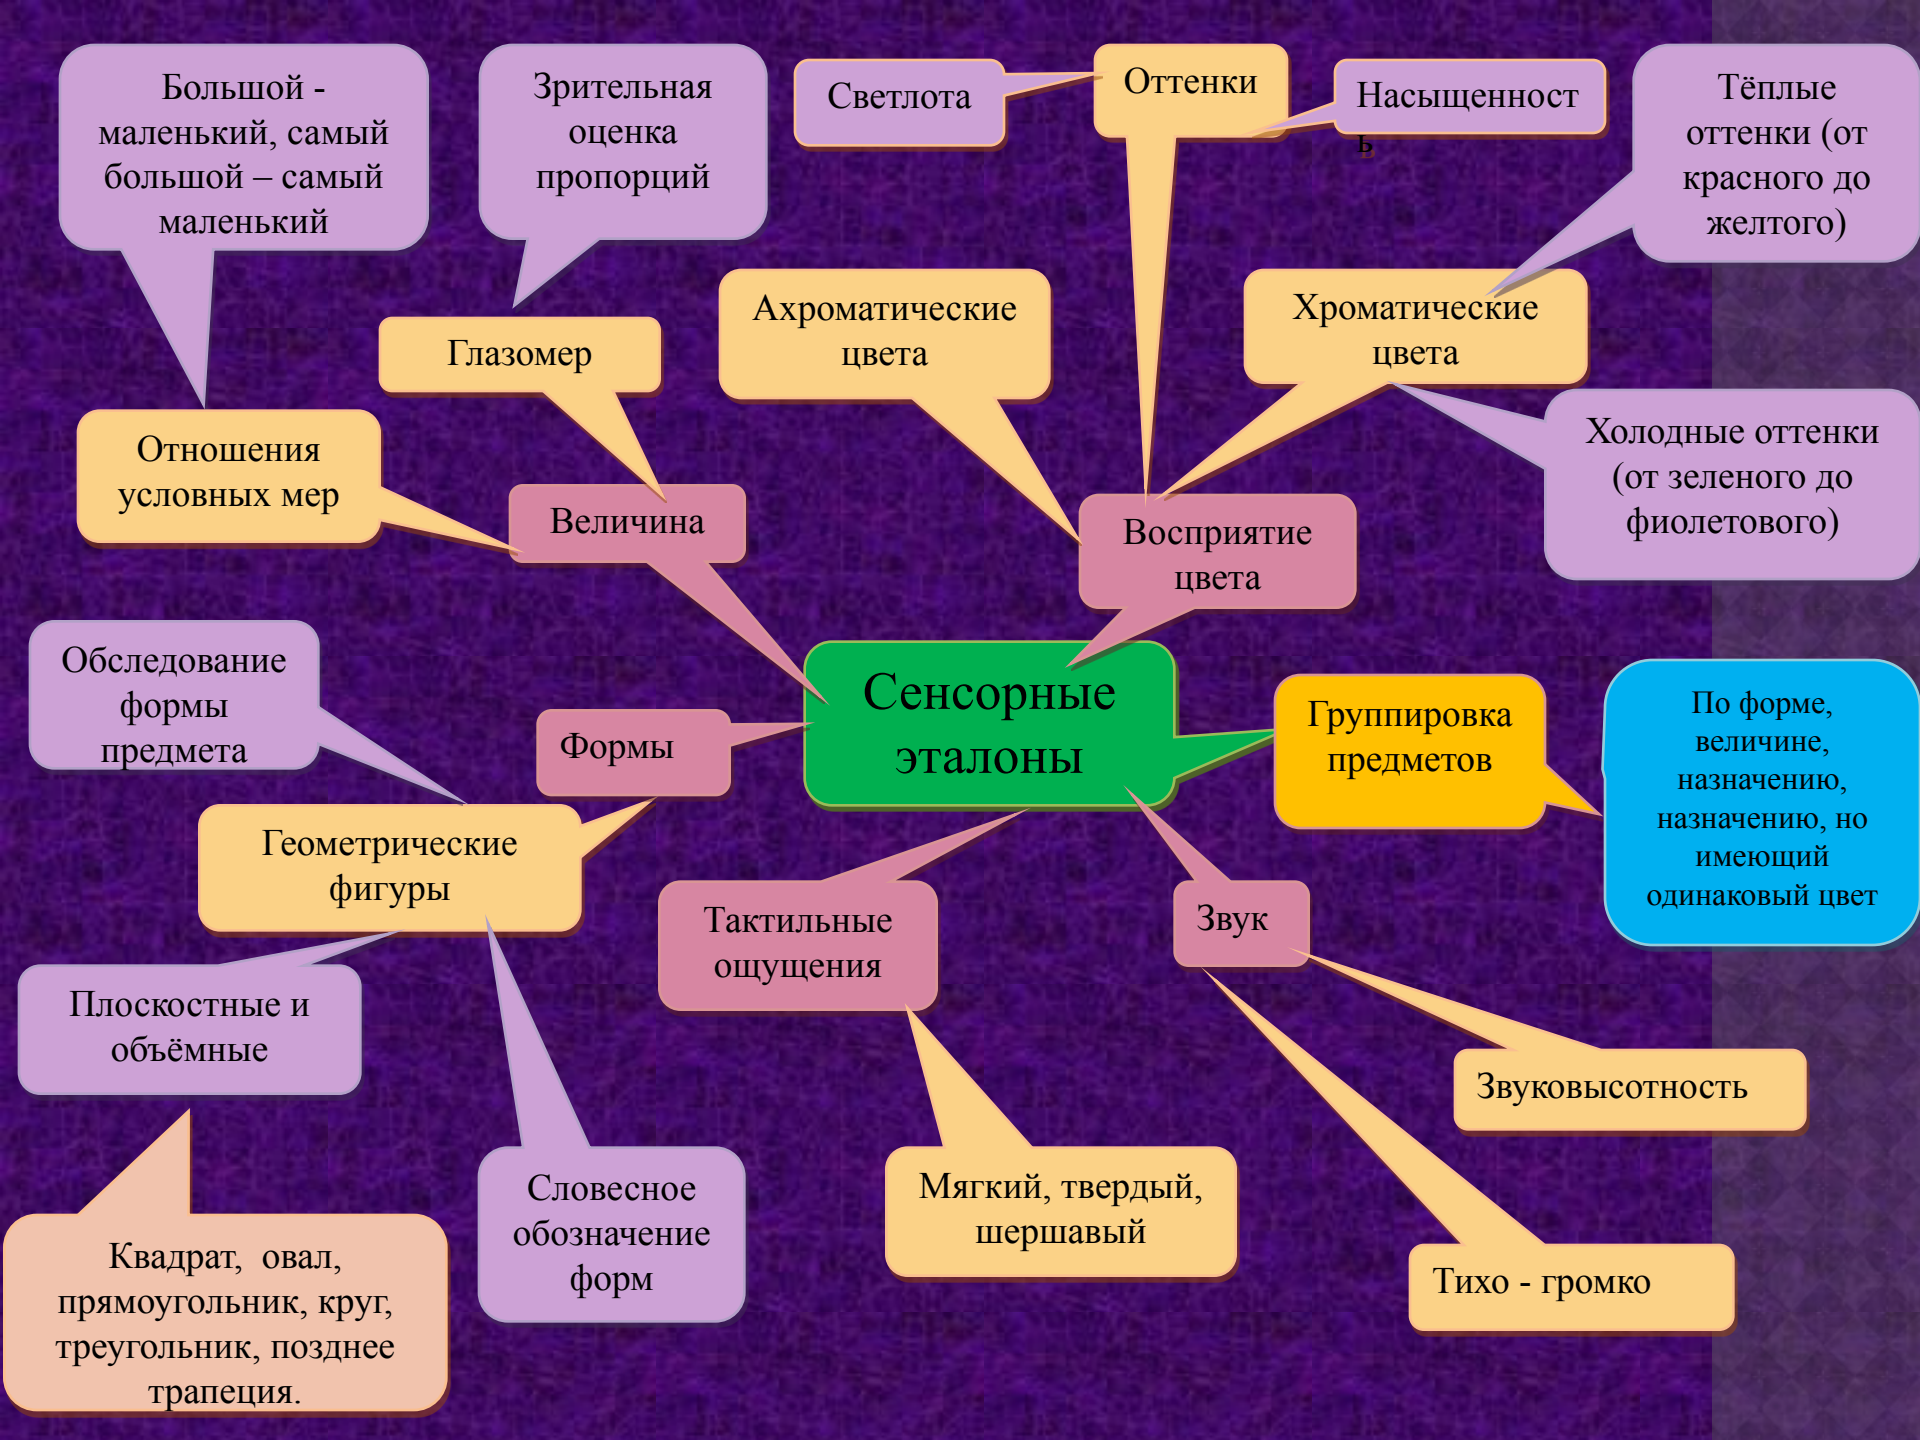 Большой -
маленький, самый
большой – самый
маленький
Зрительная
оценка
пропорций
Светлота
Оттенки
Насыщенност
ь
Тёплые
оттенки (от
красного до
желтого)
Глазомер
Ахроматические
цвета
Хроматические
цвета
Отношения
условных мер
Холодные оттенки
(от зеленого до
фиолетового)
Величина
Восприятие
цвета
Обследование
формы
предмета
Формы
Сенсорные
эталоны
Группировка
предметов
По форме,
величине,
назначению,
назначению, но
имеющий
одинаковый цвет
Геометрические
фигуры
Тактильные
ощущения
Звук
Плоскостные и
объёмные
Звуковысотность
Словесное
обозначение
форм
Мягкий, твердый,
шершавый
Квадрат,  овал,
прямоугольник, круг,
треугольник, позднее
трапеция.
Тихо - громко